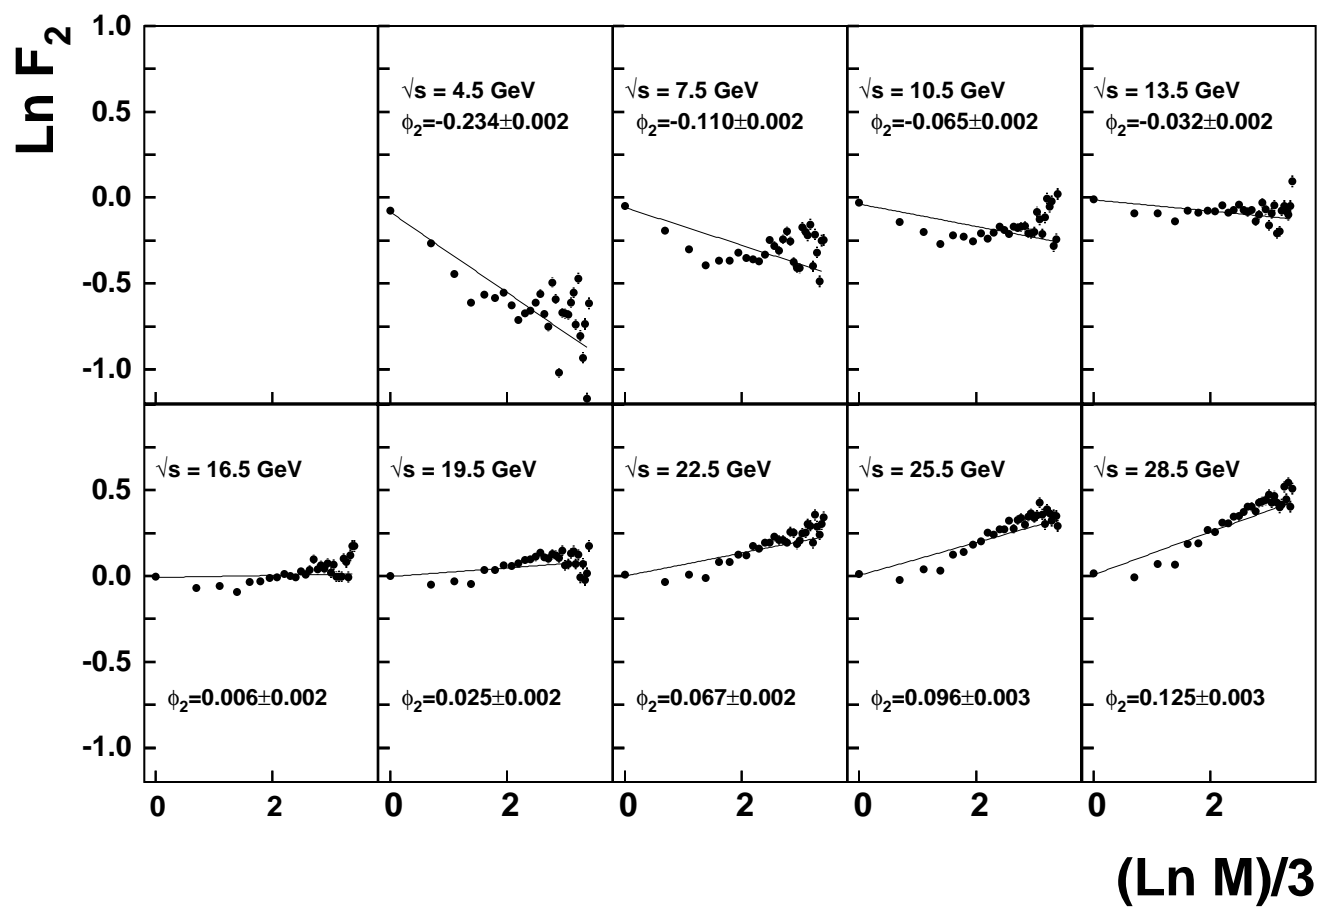 Ln F2
1.0
0.5
0.0
-0.5
-1.0
√s = 4.5 GeV
ϕ2=-0.234±0.002
√s = 7.5 GeV
ϕ2=-0.110±0.002
√s = 10.5 GeV
ϕ2=-0.065±0.002
√s = 13.5 GeV
ϕ2=-0.032±0.002
0.5
0.0
-0.5
-1.0
√s = 16.5 GeV
ϕ2=0.006±0.002
√s = 19.5 GeV
ϕ2=0.025±0.002
√s = 22.5 GeV
ϕ2=0.067±0.002
√s = 25.5 GeV
ϕ2=0.096±0.003
√s = 28.5 GeV
ϕ2=0.125±0.003
0 2 0 2 0 2 0 2 0 2
(Ln M)/3